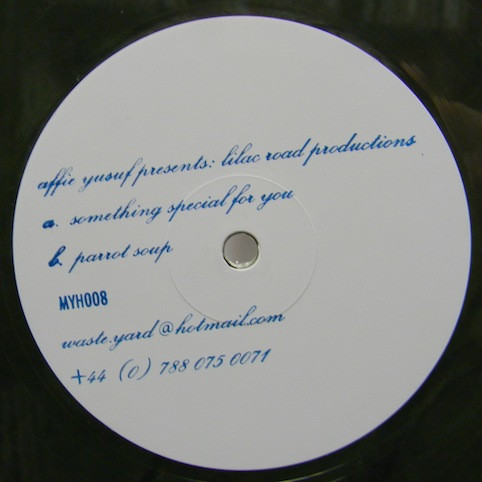 affie yusuf presents: lilac road productions
a. something special for you
b. parrot soup
MYH008
waste.yard@hotmail.com
+44 (0) 788 075 0071